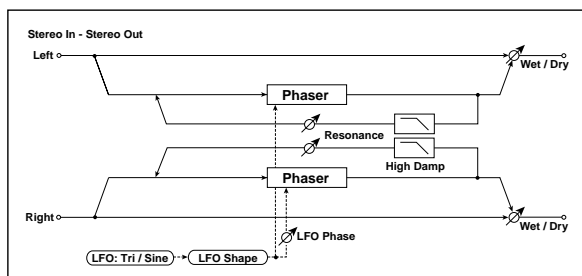 Stereo In - Stereo Out
Left
Wet / Dry
Phaser
Resonance
High Damp
Phaser
Right
Wet / Dry
LFO Phase
LFO: Tri / Sine
LFO Shape